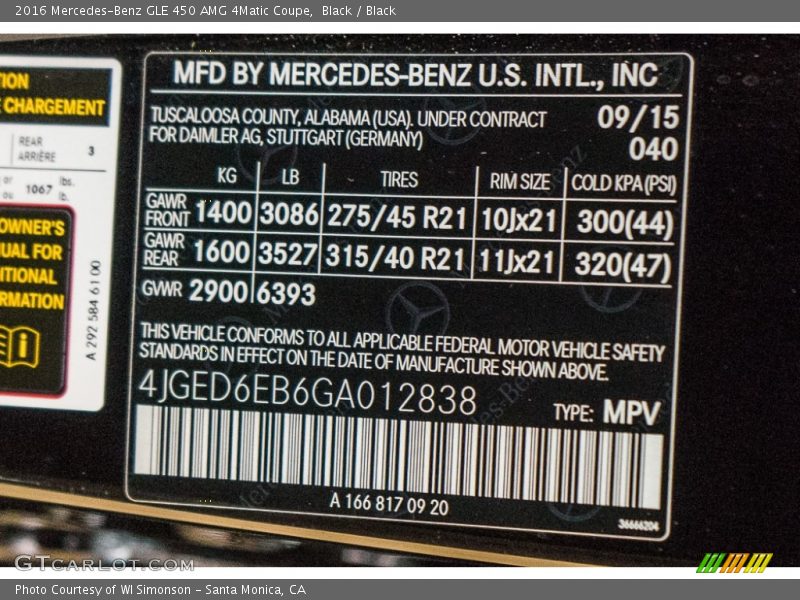 2016 Mercedes-Benz GLE 450 AMG 4Matic Coupe, Black / Black
TION
E CHARGEMENT
REAR
ARRIÈRE 3
or
ou 1067 lbs.
lb.
OWNER'S
UAL FOR
ITIONAL
RMATION
A 292 584 61 00
MFD BY MERCEDES-BENZ U.S. INTL., INC
TUSCALOOSA COUNTY, ALABAMA (USA). UNDER CONTRACT 09/15
FOR DAIMLER AG, STUTTGART (GERMANY) 040
KG LB TIRES RIM SIZE COLD KPA(PSI)
GAWR FRONT 1400 3086 275/45 R21 10Jx21 300(44)
GAWR REAR 1600 3527 315/40 R21 11Jx21 320(47)
GVWR 2900 6393
THIS VEHICLE CONFORMS TO ALL APPLICABLE FEDERAL MOTOR VEHICLE SAFETY
STANDARDS IN EFFECT ON THE DATE OF MANUFACTURE SHOWN ABOVE.
4JGED6EB6GA012838
TYPE: MPV
A 166 817 09 20
36666204
GTCARLOT.COM
Photo Courtesy of WI Simonson - Santa Monica, CA